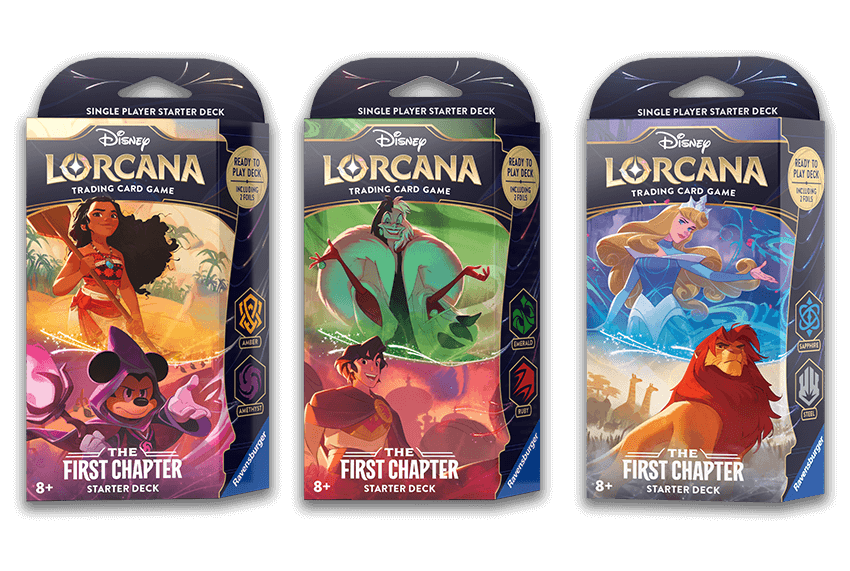 SINGLE PLAYER STARTER DECK
Disney
LORCANA
TRADING CARD GAME
READY TO
PLAY DECK
INCLUDING
2 FOILS
AMBER
AMETHYST
THE
FIRST CHAPTER
STARTER DECK
8+
Ravensburger
SINGLE PLAYER STARTER DECK
Disney
LORCANA
TRADING CARD GAME
READY TO
PLAY DECK
INCLUDING
2 FOILS
EMERALD
RUBY
THE
FIRST CHAPTER
STARTER DECK
8+
Ravensburger
SINGLE PLAYER STARTER DECK
Disney
LORCANA
TRADING CARD GAME
READY TO
PLAY DECK
INCLUDING
2 FOILS
SAPPHIRE
STEEL
THE
FIRST CHAPTER
STARTER DECK
8+
Ravensburger